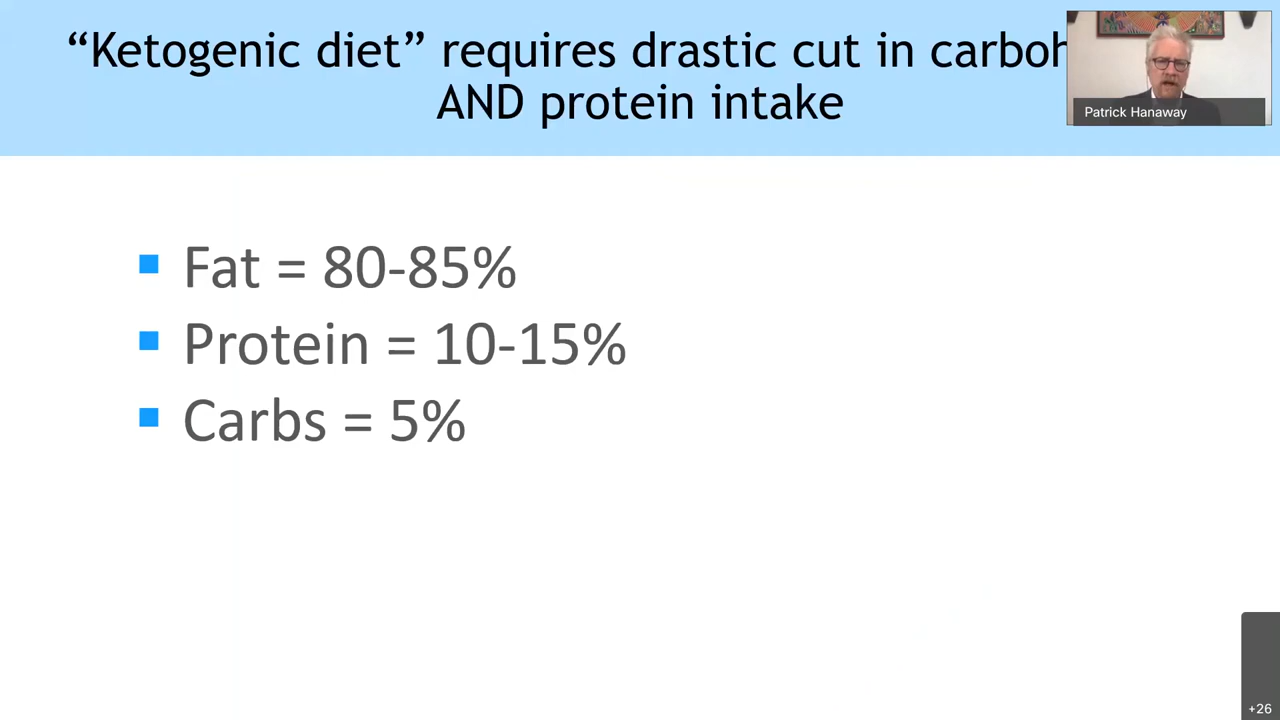 “Ketogenic diet” requires drastic cut in
AND protein intake
Patrick Hanaway
Fat = 80-85%
Protein = 10-15%
Carbs = 5%
+26